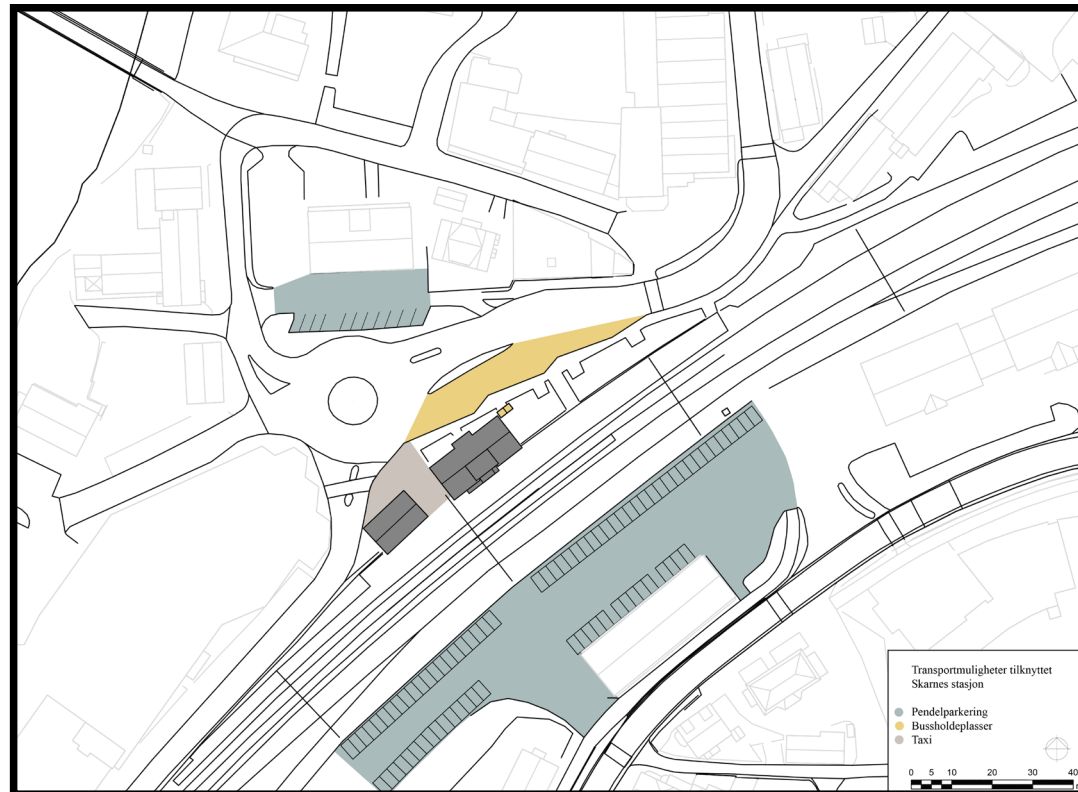 Transportmuligheter tilknyttet
Skarnes stasjon
Pendelparkering
Bussholdeplasser
Taxi
0 5 10 20 30 40